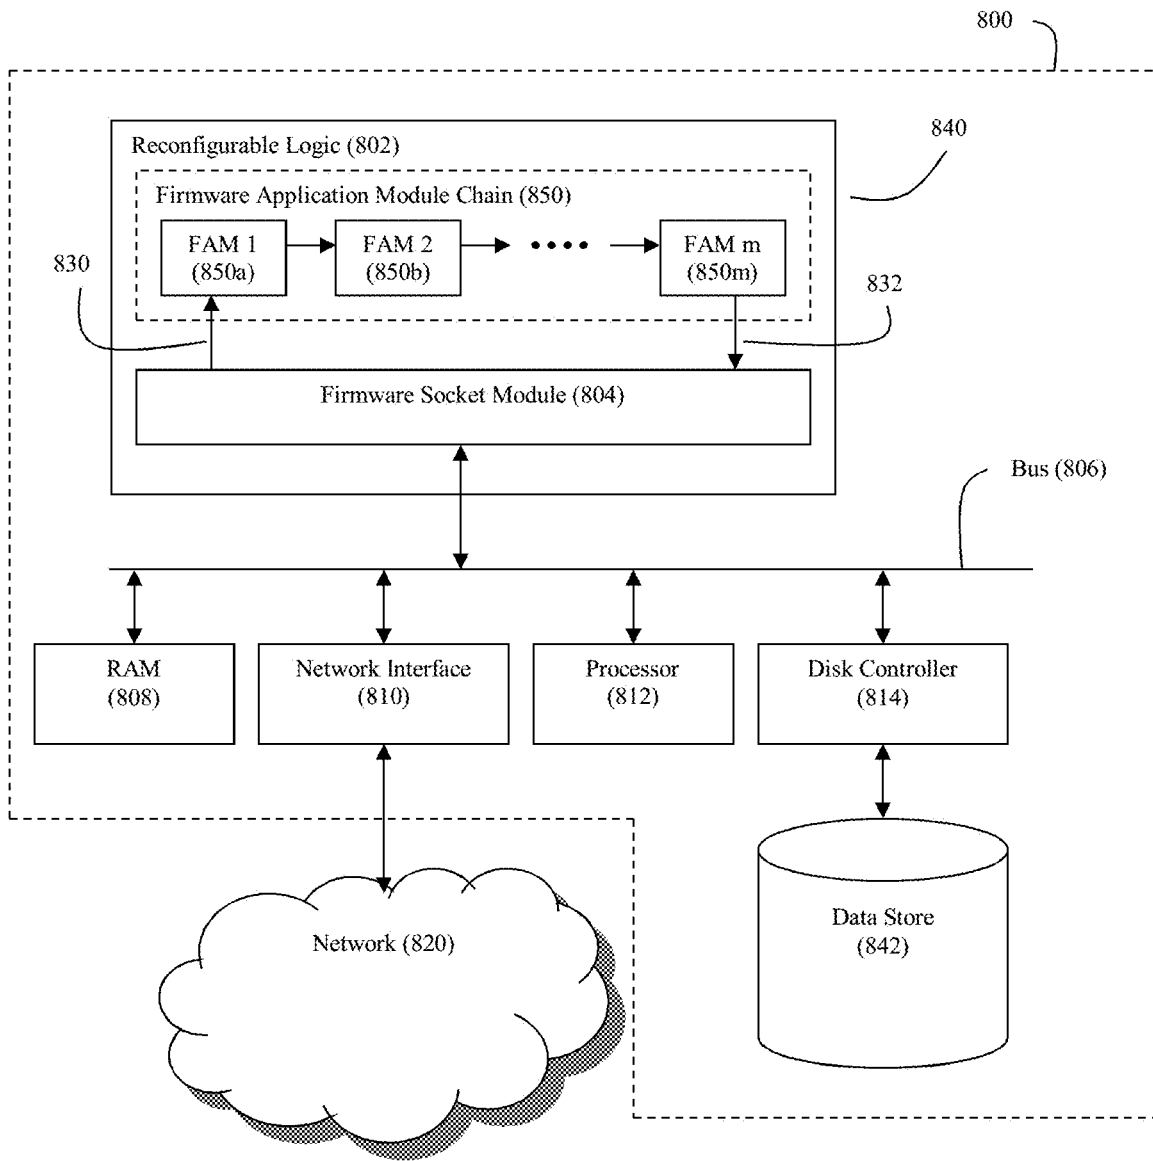 800
840
Reconfigurable Logic (802)
Firmware Application Module Chain (850)
FAM 1
(850a)
FAM 2
(850b)
FAM m
(850m)
830
832
Firmware Socket Module (804)
Bus (806)
RAM
(808)
Network Interface
(810)
Processor
(812)
Disk Controller
(814)
Network (820)
Data Store
(842)